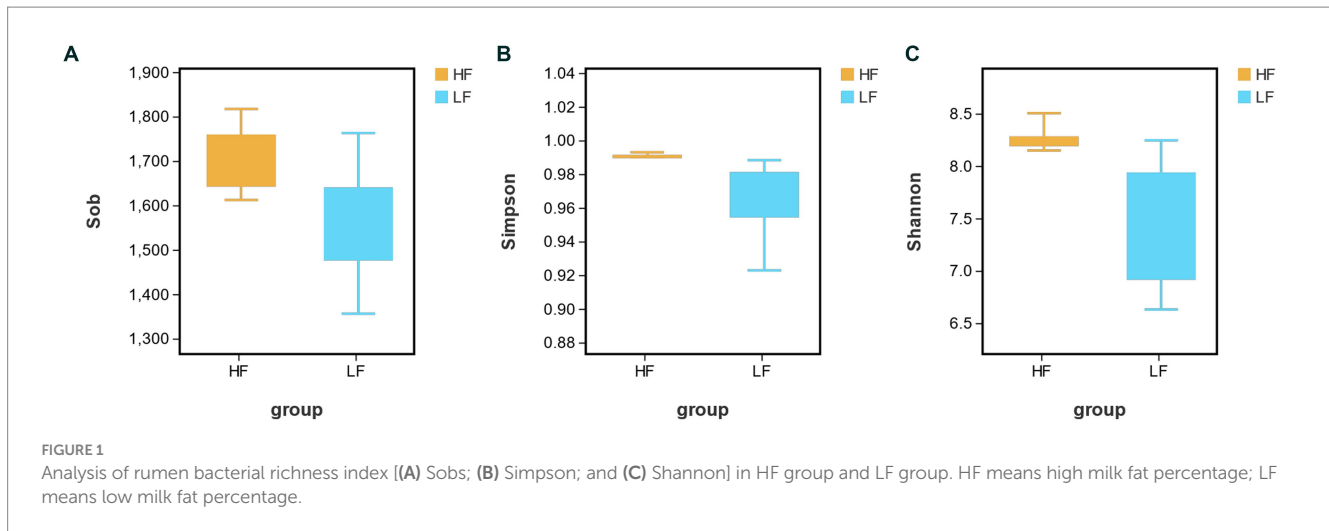 A
1,900
1,800
1,700
1,600
1,500
1,400
1,300
Sob
HF
LF
group
HF
LF
B
1.04
1.02
1.00
0.98
0.96
0.94
0.92
0.90
0.88
Simpson
HF
LF
group
HF
LF
C
8.5
8.0
7.5
7.0
6.5
Shannon
HF
LF
group
HF
LF
FIGURE 1
Analysis of rumen bacterial richness index [(A) Sobs; (B) Simpson; and (C) Shannon] in HF group and LF group. HF means high milk fat percentage; LF
means low milk fat percentage.